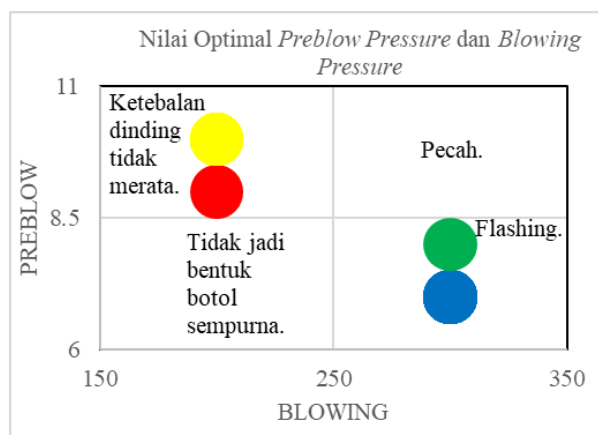 Nilai Optimal Preblow Pressure dan Blowing
Pressure
11
Ketebalan
dinding
tidak
merata.
Pecah.
PREBLOW
8.5
Flashing.
Tidak jadi
bentuk
botol
sempurna.
6
150
250
350
BLOWING